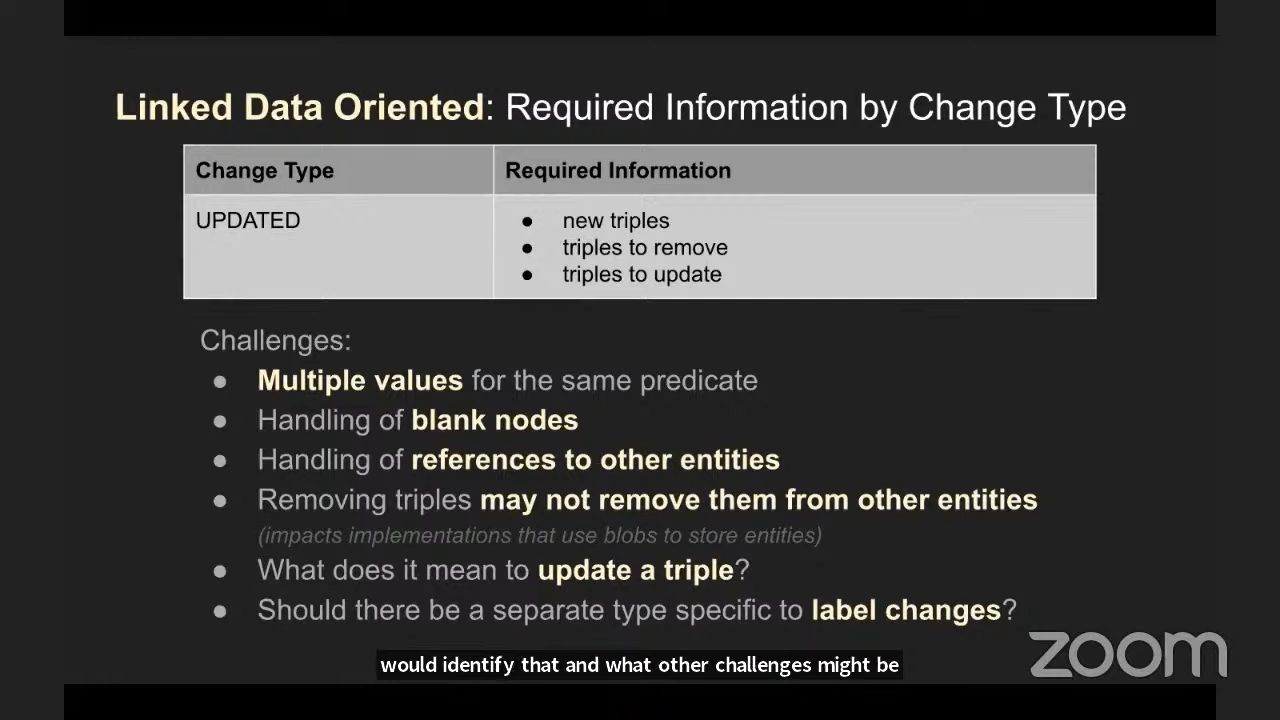 Linked Data Oriented: Required Information by Change Type
Change Type
Required Information
UPDATED
● new triples
● triples to remove
● triples to update
Challenges:
● Multiple values for the same predicate
● Handling of blank nodes
● Handling of references to other entities
● Removing triples may not remove them from other entities
(impacts implementations that use blobs to store entities)
● What does it mean to update a triple?
● Should there be a separate type specific to label changes?
would identify that and what other challenges might be
zoom